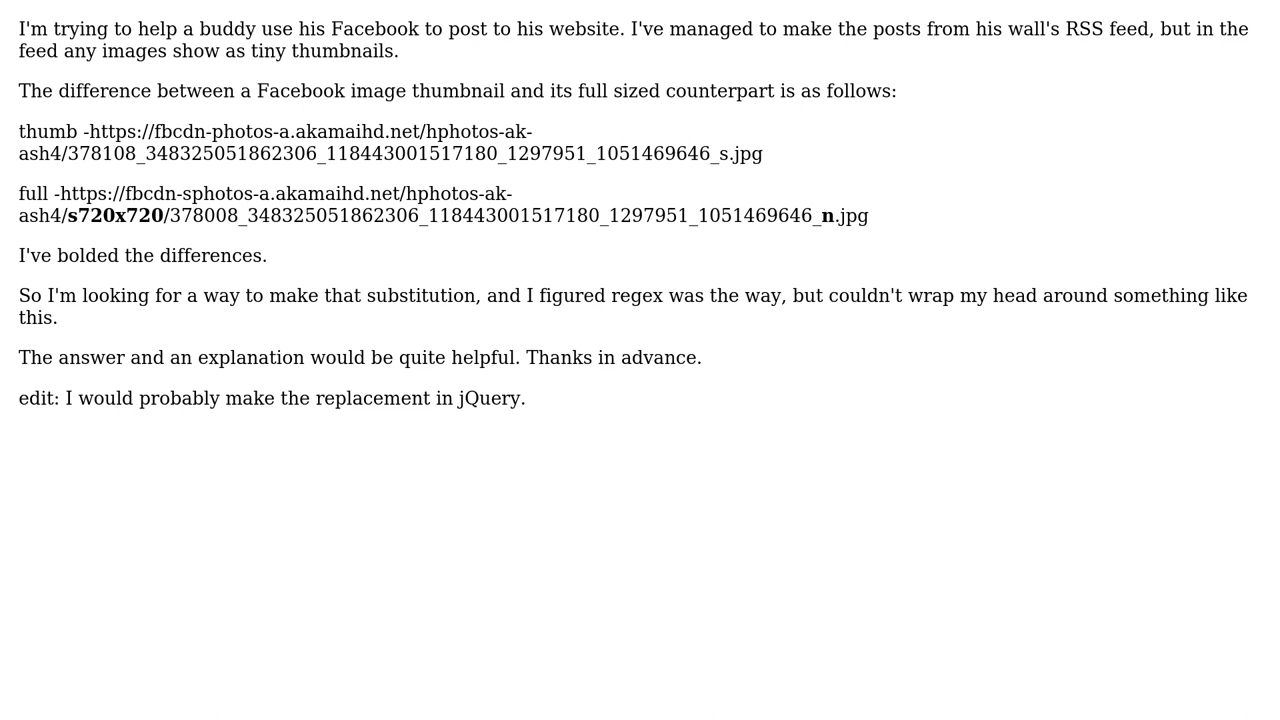 I'm trying to help a buddy use his Facebook to post to his website. I've managed to make the posts from his wall's RSS feed, but in the
feed any images show as tiny thumbnails.
The difference between a Facebook image thumbnail and its full sized counterpart is as follows:
thumb -https://fbcdn-photos-a.akamaihd.net/hphotos-ak-
ash4/378108_348325051862306_118443001517180_1297951_1051469646_s.jpg
full -https://fbcdn-sphotos-a.akamaihd.net/hphotos-ak-
ash4/s720x720/378008_348325051862306_118443001517180_1297951_1051469646_n.jpg
I've bolded the differences.
So I'm looking for a way to make that substitution, and I figured regex was the way, but couldn't wrap my head around something like
this.
The answer and an explanation would be quite helpful. Thanks in advance.
edit: I would probably make the replacement in jQuery.